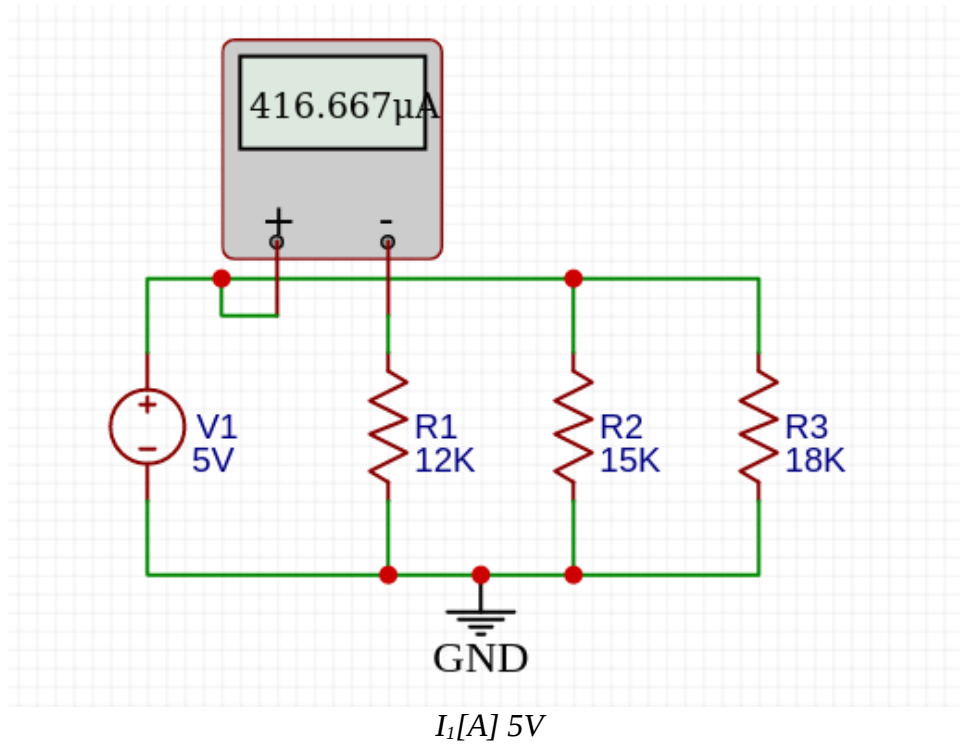 416.667µA
+ -
+
-
V1
5V
R1
12K
R2
15K
R3
18K
GND
I₁[A] 5V